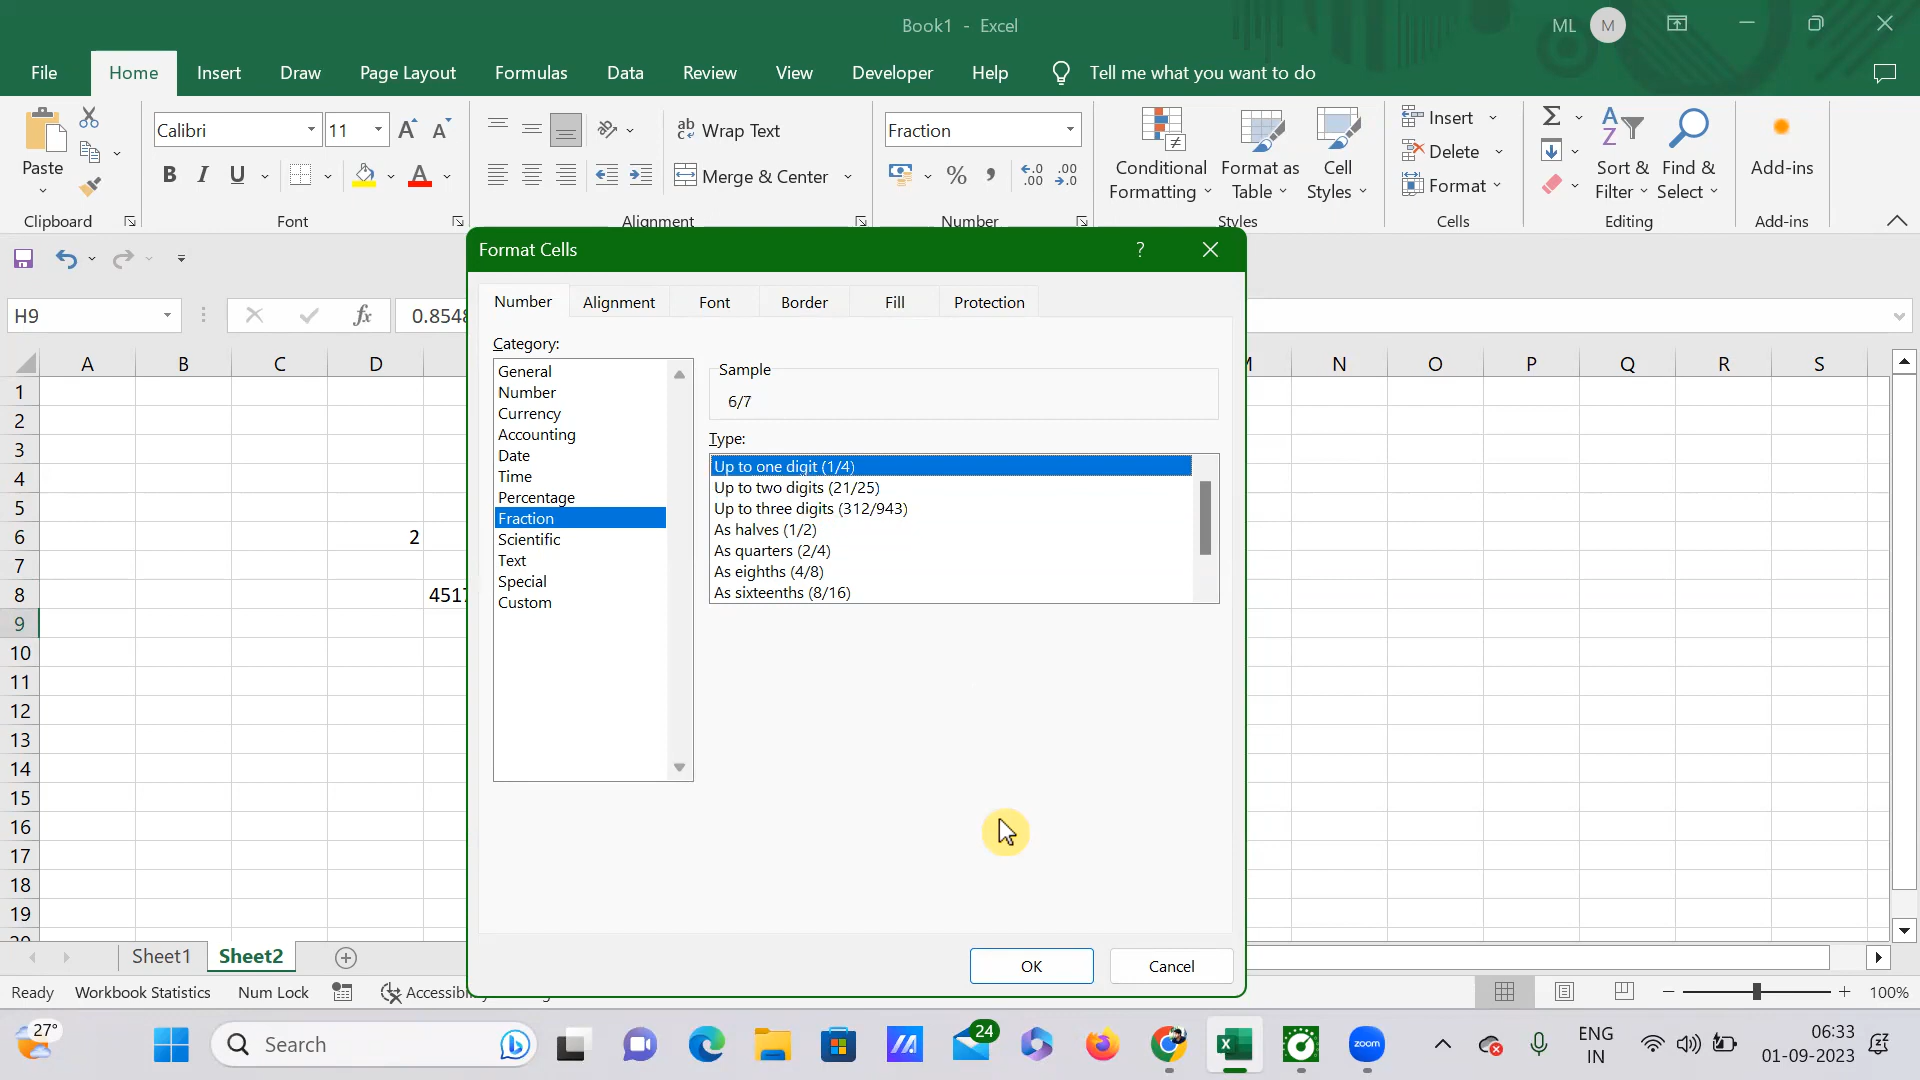 Book1 - Excel
ML M
File Home Insert Draw Page Layout Formulas Data Review View Developer Help Tell me what you want to do
Calibri 11 Wrap Text Fraction
Paste B I U Merge & Center % Conditional Formatting Format as Table Cell Styles Insert Delete Format Sort & Filter Find & Select Add-ins
Clipboard Font Alignment Number Styles Cells Editing Add-ins
Format Cells ?
H9 fx 0.8548
Number Alignment Font Border Fill Protection
Category:
General
Number
Currency
Accounting
Date
Time
Percentage
Fraction
Scientific
Text
Special
Custom
Sample
6/7
Type:
Up to one digit (1/4)
Up to two digits (21/25)
Up to three digits (312/943)
As halves (1/2)
As quarters (2/4)
As eighths (4/8)
As sixteenths (8/16)
OK Cancel
A B C D N O P Q R S
1
2
3
4
5
6 2
7
8 4517
9
10
11
12
13
14
15
16
17
18
19
Sheet1 Sheet2
Ready Workbook Statistics Num Lock 100%
27° Search 24 zoom ENG IN 06:33 01-09-2023